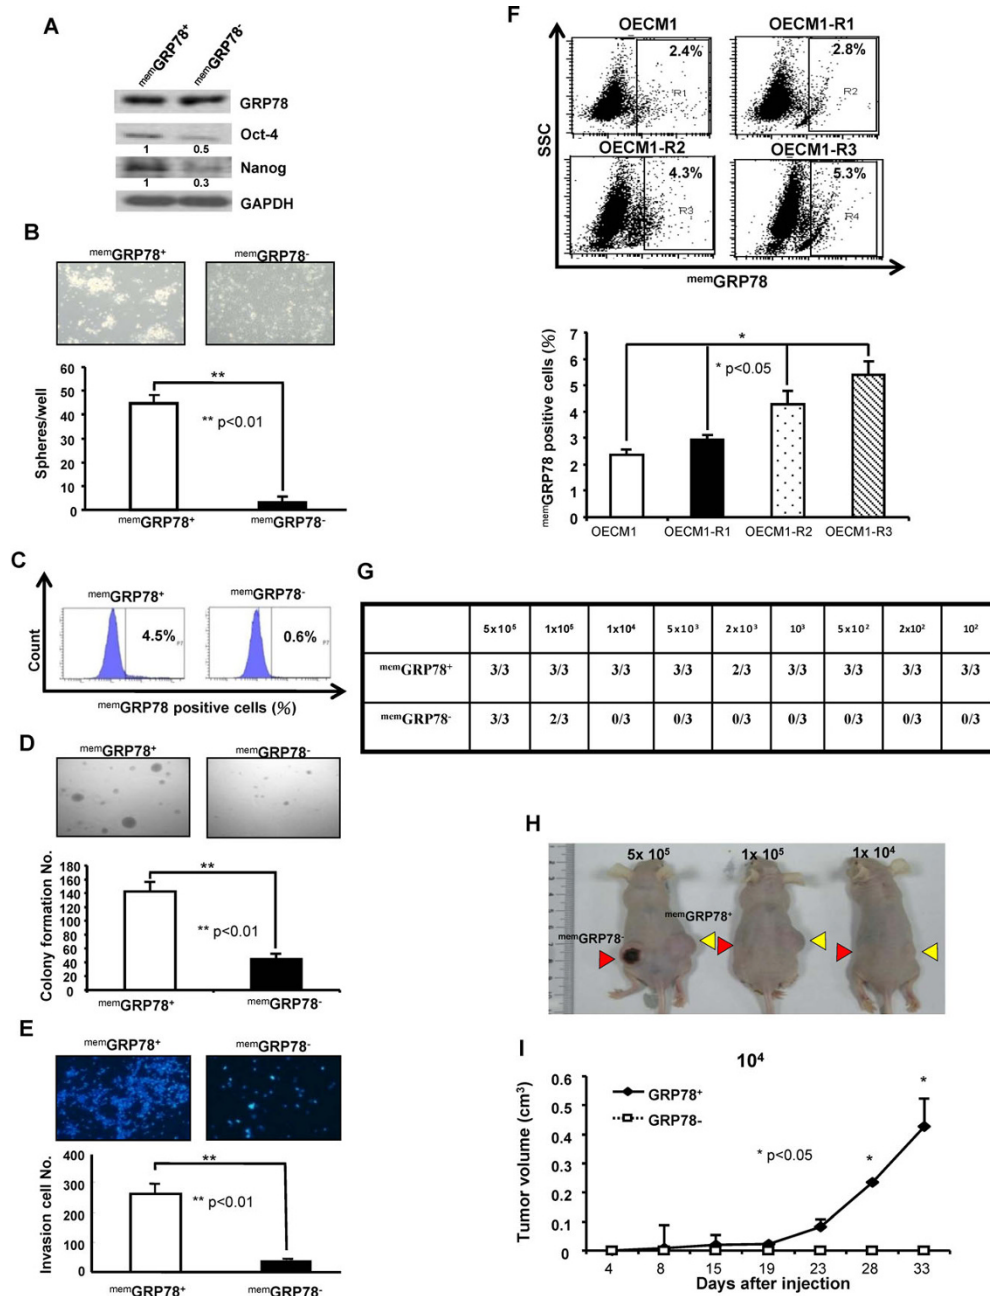 A
memGRP78+ memGRP78-
GRP78
Oct-4
1 0.5
Nanog
1 0.3
GAPDH
B
memGRP78+ memGRP78-
Spheres/well
60
50
40
30
20
10
0
**
** p<0.01
memGRP78+ memGRP78-
C
memGRP78+ memGRP78-
Count
4.5% 0.6%
memGRP78 positive cells (%)
D
memGRP78+ memGRP78-
Colony formation No.
180
160
140
120
100
80
60
40
20
0
**
** p<0.01
memGRP78+ memGRP78-
E
memGRP78+ memGRP78-
Invasion cell No.
400
300
200
100
0
**
** p<0.01
memGRP78+ memGRP78-
F
OECM1 OECM1-R1
2.4% 2.8%
R1 R2
OECM1-R2 OECM1-R3
4.3% 5.3%
R3 R4
SSC
memGRP78
memGRP78 positive cells (%)
7
6
5
4
3
2
1
0
*
* p<0.05
OECM1 OECM1-R1 OECM1-R2 OECM1-R3
G
5x10⁵ 1x10⁵ 1x10⁴ 5x10³ 2x10³ 10³ 5x10² 2x10² 10²
memGRP78+ 3/3 3/3 3/3 3/3 2/3 3/3 3/3 3/3 3/3
memGRP78- 3/3 2/3 0/3 0/3 0/3 0/3 0/3 0/3 0/3
H
5x 10⁵ 1x 10⁵ 1x 10⁴
memGRP78+
memGRP78-
I
10⁴
Tumor volume (cm³)
0.6
0.5
0.4
0.3
0.2
0.1
0
GRP78+
GRP78-
* p<0.05
*
*
4 8 15 19 23 28 33
Days after injection